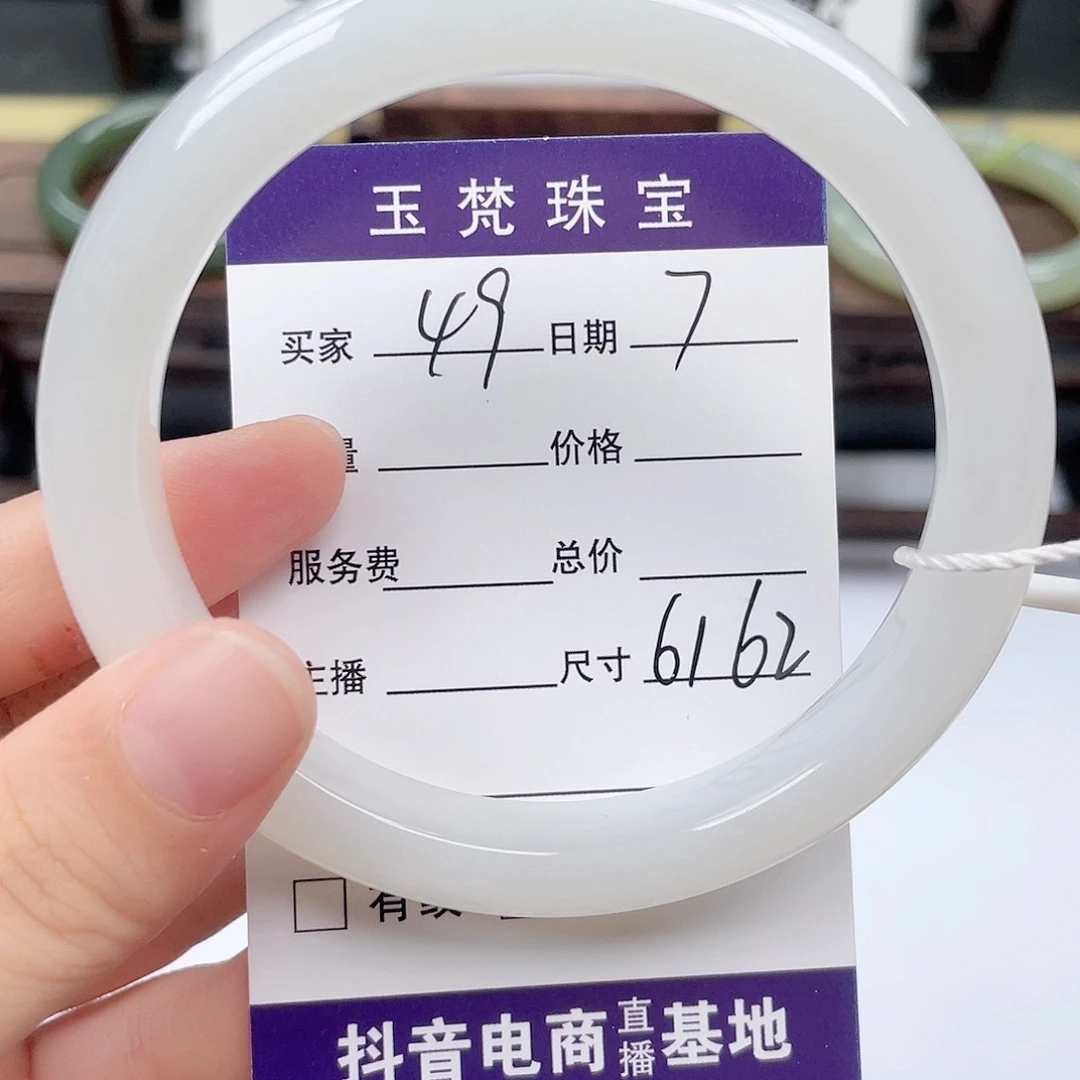 玉梵珠宝
买家 49 日期 7
量 价格
服务费 总价
主播 尺寸 61 62
有
抖音电商直播基地